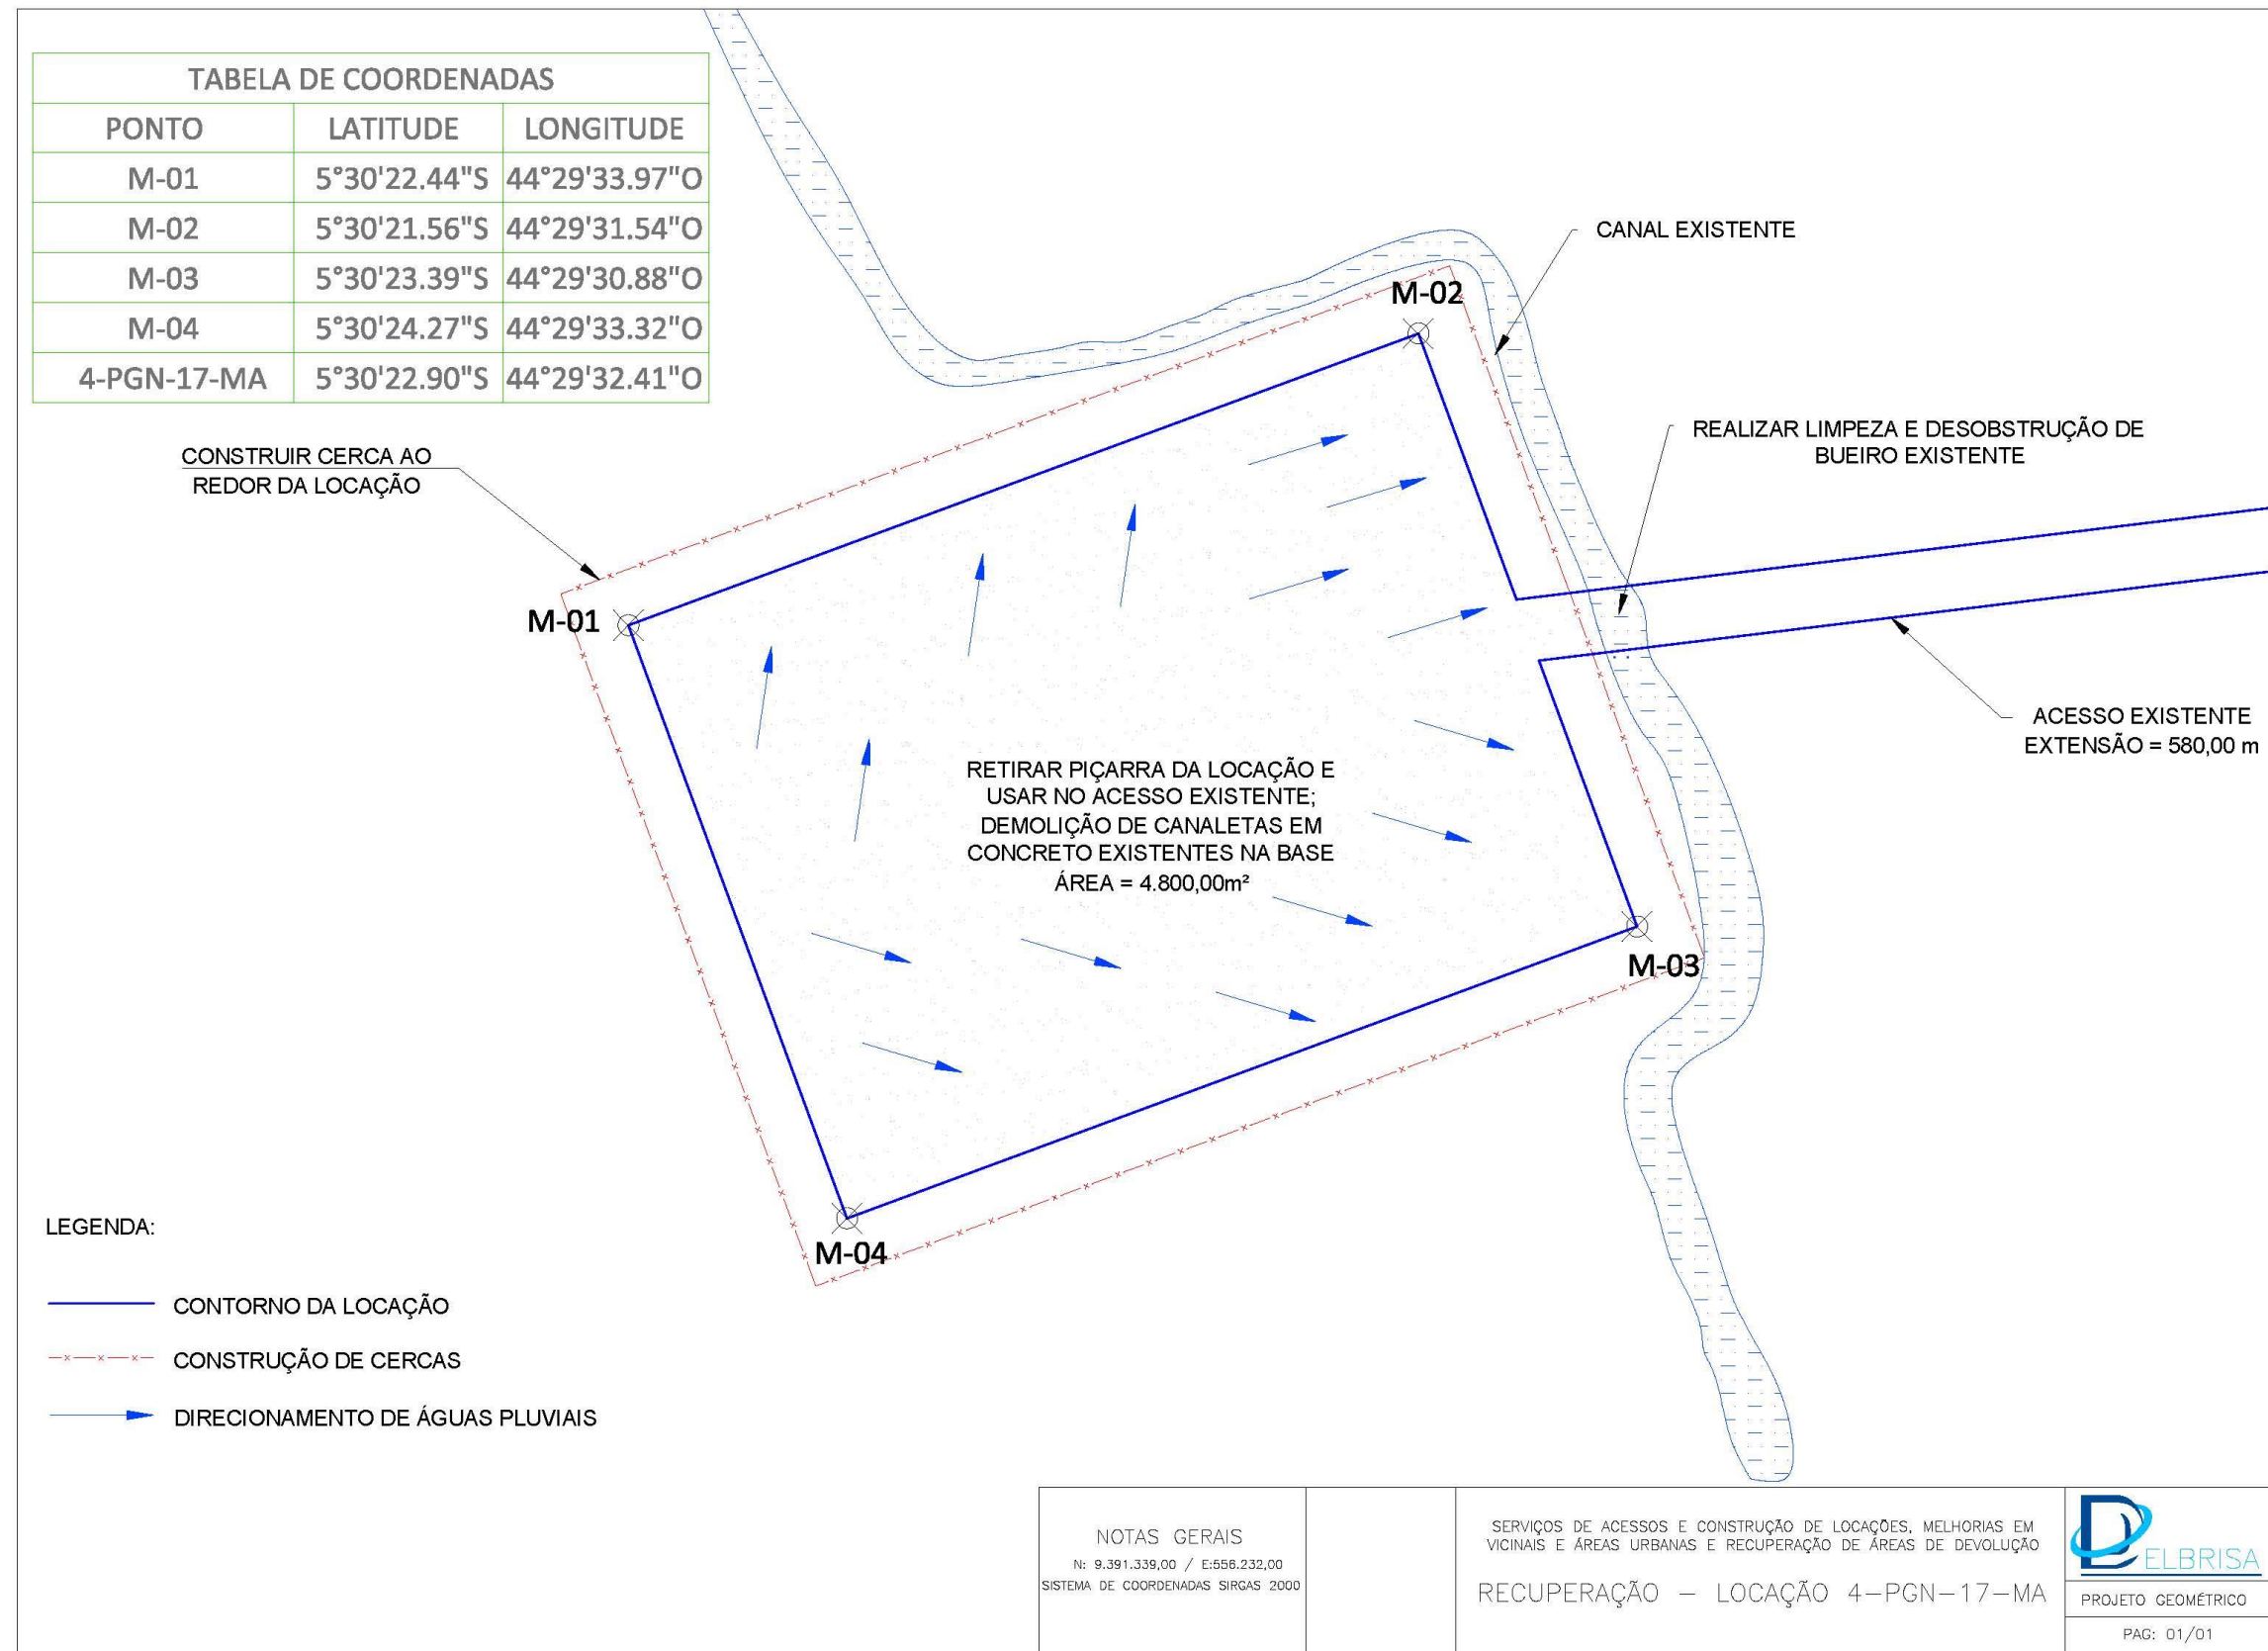 TABELA DE COORDENADAS
PONTO LATITUDE LONGITUDE
M-01 5°30'22.44"S 44°29'33.97"O
M-02 5°30'21.56"S 44°29'31.54"O
M-03 5°30'23.39"S 44°29'30.88"O
M-04 5°30'24.27"S 44°29'33.32"O
4-PGN-17-MA 5°30'22.90"S 44°29'32.41"O
CANAL EXISTENTE
M-02
REALIZAR LIMPEZA E DESOBSTRUÇÃO DE
BUEIRO EXISTENTE
CONSTRUIR CERCA AO
REDOR DA LOCAÇÃO
M-01
ACESSO EXISTENTE
EXTENSÃO = 580,00 m
RETIRAR PIÇARRA DA LOCAÇÃO E
USAR NO ACESSO EXISTENTE;
DEMOLIÇÃO DE CANALETAS EM
CONCRETO EXISTENTES NA BASE
ÁREA = 4.800,00m²
M-03
M-04
LEGENDA:
CONTORNO DA LOCAÇÃO
CONSTRUÇÃO DE CERCAS
DIRECIONAMENTO DE ÁGUAS PLUVIAIS
NOTAS GERAIS
N: 9.391.339,00 / E:556.232,00
SISTEMA DE COORDENADAS SIRGAS 2000
SERVIÇOS DE ACESSOS E CONSTRUÇÃO DE LOCAÇÕES, MELHORIAS EM
VICINAIS E ÁREAS URBANAS E RECUPERAÇÃO DE ÁREAS DE DEVOLUÇÃO
RECUPERAÇÃO - LOCAÇÃO 4-PGN-17-MA
DELBRISA
PROJETO GEOMÉTRICO
PAG: 01/01